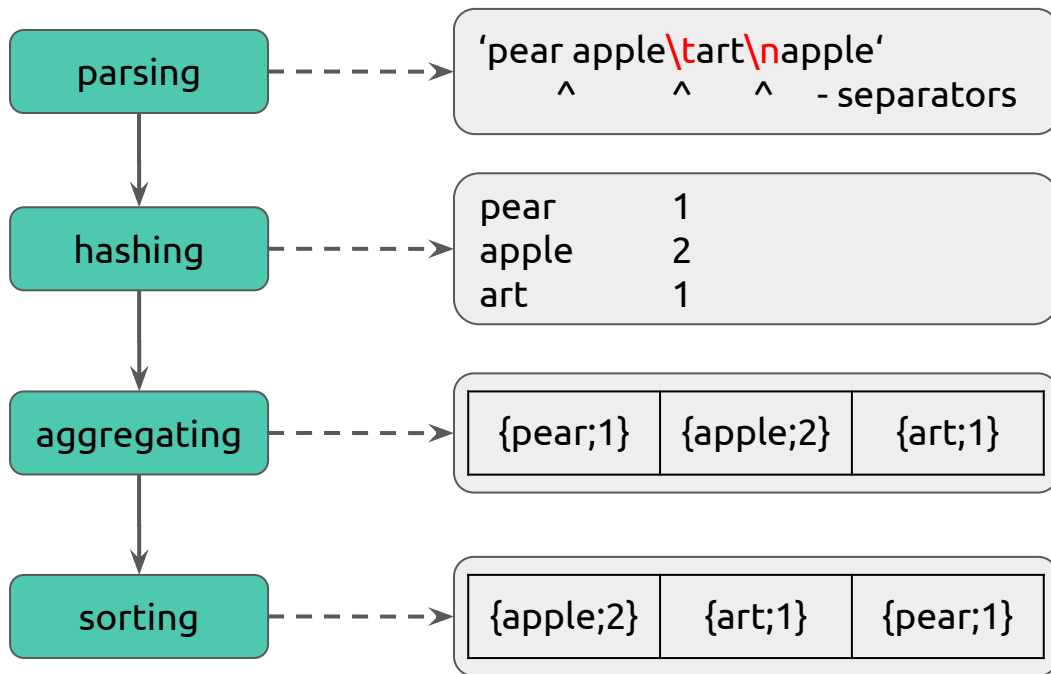 parsing
‘pear apple\tart\napple‘
^ ^ ^ - separators
hashing
pear 1
apple 2
art 1
aggregating
{pear;1} {apple;2} {art;1}
sorting
{apple;2} {art;1} {pear;1}